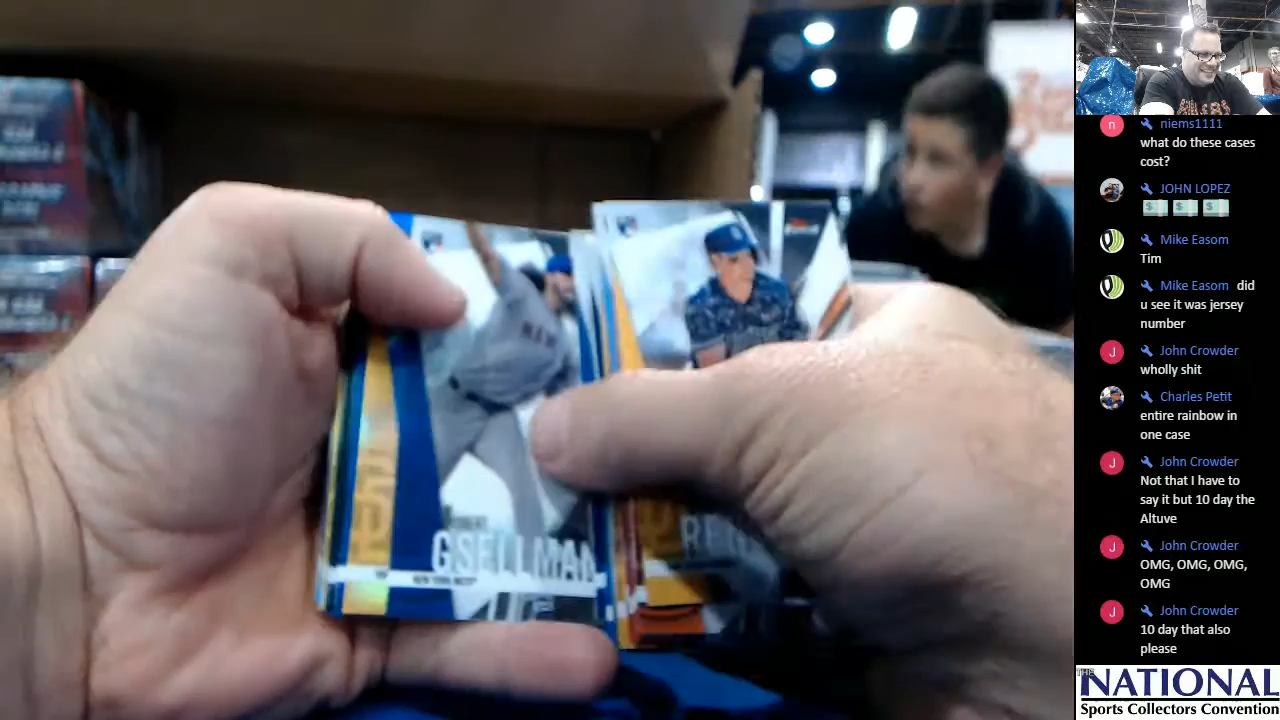 niems1111
what do these cases
cost?
JOHN LOPEZ
Mike Easom
Tim
Mike Easom did
u see it was jersey
number
John Crowder
wholly shit
Charles Petit
entire rainbow in
one case
John Crowder
Not that I have to
say it but 10 day the
Altuve
John Crowder
OMG, OMG, OMG,
OMG
John Crowder
10 day that also
please
GSELLMAN
NEW YORK METS
THE
NATIONAL
Sports Collectors Convention